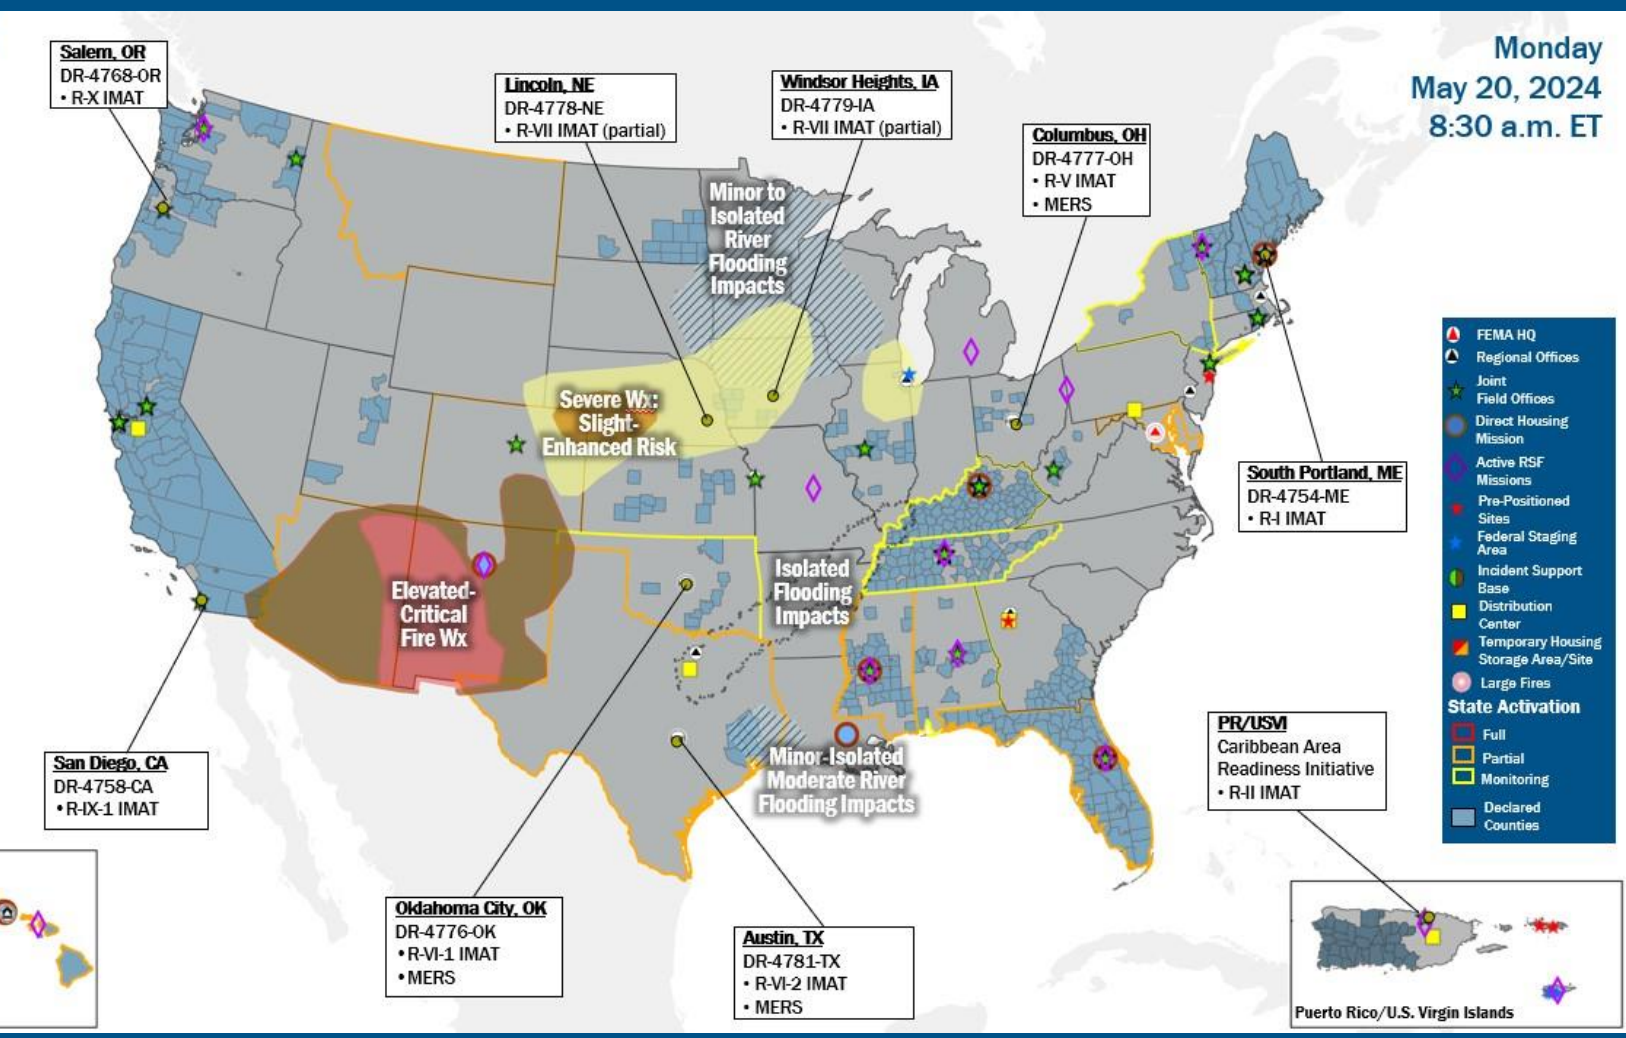 Monday
May 20, 2024
8:30 a.m. ET
Salem, OR
DR-4768-OR
• R-X IMAT
Lincoln, NE
DR-4778-NE
• R-VII IMAT (partial)
Windsor Heights, IA
DR-4779-IA
• R-VII IMAT (partial)
Columbus, OH
DR-4777-OH
• R-V IMAT
• MERS
Minor to
Isolated
River
Flooding
Impacts
Severe Wx:
Slight-
Enhanced Risk
South Portland, ME
DR-4754-ME
• R-I IMAT
Elevated-
Critical
Fire Wx
Isolated
Flooding
Impacts
Minor-Isolated
Moderate River
Flooding Impacts
San Diego, CA
DR-4758-CA
• R-IX-1 IMAT
Oklahoma City, OK
DR-4776-OK
• R-VI-1 IMAT
• MERS
Austin, TX
DR-4781-TX
• R-VI-2 IMAT
• MERS
PR/USVI
Caribbean Area
Readiness Initiative
• R-II IMAT
Puerto Rico/U.S. Virgin Islands
FEMA HQ
Regional Offices
Joint
Field Offices
Direct Housing
Mission
Active RSF
Missions
Pre-Positioned
Sites
Federal Staging
Area
Incident Support
Base
Distribution
Center
Temporary Housing
Storage Area/Site
Large Fires
State Activation
Full
Partial
Monitoring
Declared
Counties